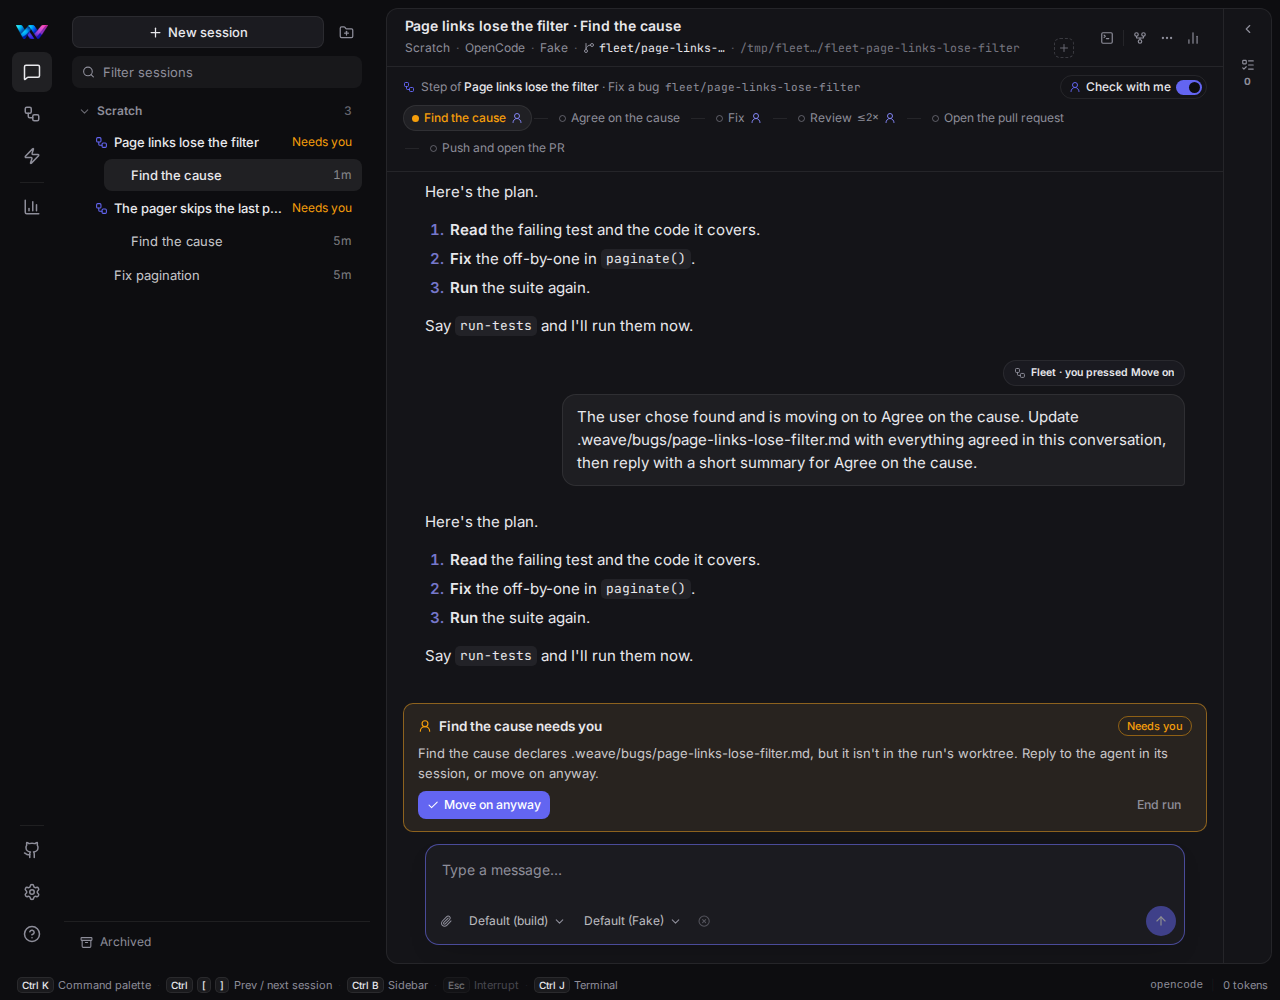 New session
Filter sessions
Scratch 3
Page links lose the filter Needs you
Find the cause 1m
The pager skips the last p... Needs you
Find the cause 5m
Fix pagination 5m
Archived
Page links lose the filter · Find the cause
Scratch · OpenCode · Fake · fleet/page-links-… · /tmp/fleet…/fleet-page-links-lose-filter
0
Step of Page links lose the filter · Fix a bug fleet/page-links-lose-filter
Check with me
Find the cause Agree on the cause Fix Review ≤2× Open the pull request
Push and open the PR
Here's the plan.
1. Read the failing test and the code it covers.
2. Fix the off-by-one in paginate().
3. Run the suite again.
Say run-tests and I'll run them now.
Fleet · you pressed Move on
The user chose found and is moving on to Agree on the cause. Update
.weave/bugs/page-links-lose-filter.md with everything agreed in this conversation,
then reply with a short summary for Agree on the cause.
Here's the plan.
1. Read the failing test and the code it covers.
2. Fix the off-by-one in paginate().
3. Run the suite again.
Say run-tests and I'll run them now.
Find the cause needs you Needs you
Find the cause declares .weave/bugs/page-links-lose-filter.md, but it isn't in the run's worktree. Reply to the agent in its
session, or move on anyway.
Move on anyway End run
Type a message...
Default (build) Default (Fake)
Ctrl K Command palette Ctrl [ ] Prev / next session Ctrl B Sidebar Esc Interrupt Ctrl J Terminal opencode 0 tokens